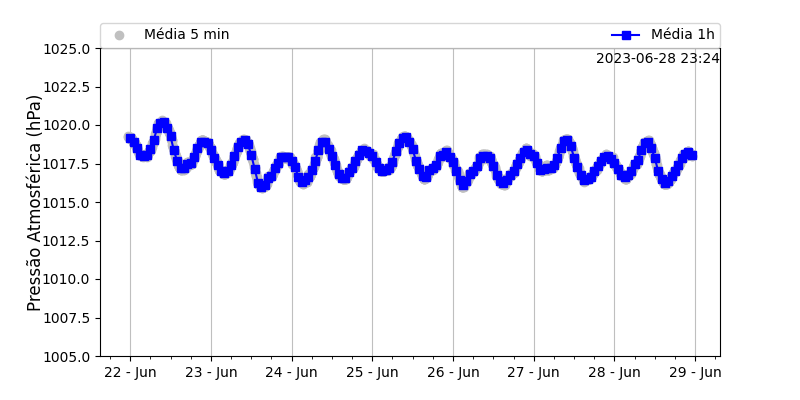 Média 5 min
Média 1h
2023-06-28 23:24
Pressão Atmosférica (hPa)
1025.0
1022.5
1020.0
1017.5
1015.0
1012.5
1010.0
1007.5
1005.0
22 - Jun
23 - Jun
24 - Jun
25 - Jun
26 - Jun
27 - Jun
28 - Jun
29 - Jun